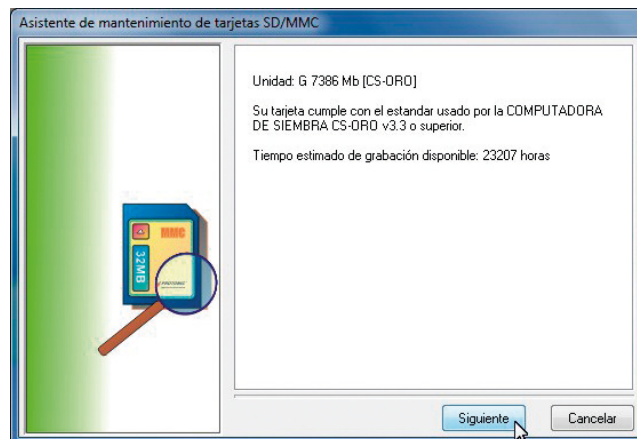 Asistente de mantenimiento de tarjetas SD/MMC
Unidad: G 7386 Mb [CS-ORO]
Su tarjeta cumple con el estandar usado por la COMPUTADORA
DE SIEMBRA CS-ORO v3.3 o superior.
Tiempo estimado de grabación disponible: 23207 horas
MMC
32MB
Siguiente
Cancelar